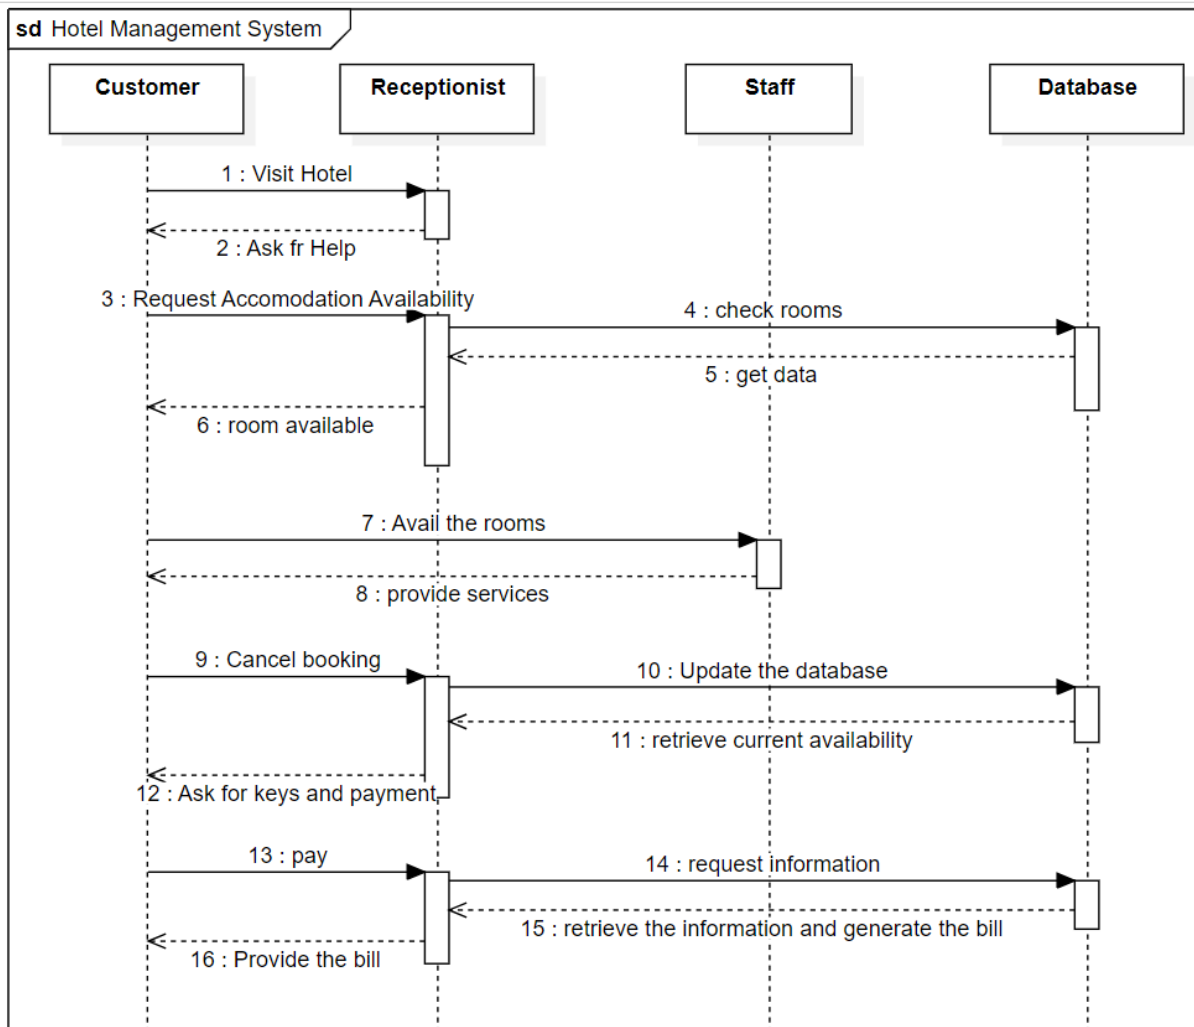 sd Hotel Management System
Customer
Receptionist
Staff
Database
1 : Visit Hotel
2 : Ask fr Help
3 : Request Accomodation Availability
4 : check rooms
5 : get data
6 : room available
7 : Avail the rooms
8 : provide services
9 : Cancel booking
10 : Update the database
11 : retrieve current availability
12 : Ask for keys and payment
13 : pay
14 : request information
15 : retrieve the information and generate the bill
16 : Provide the bill